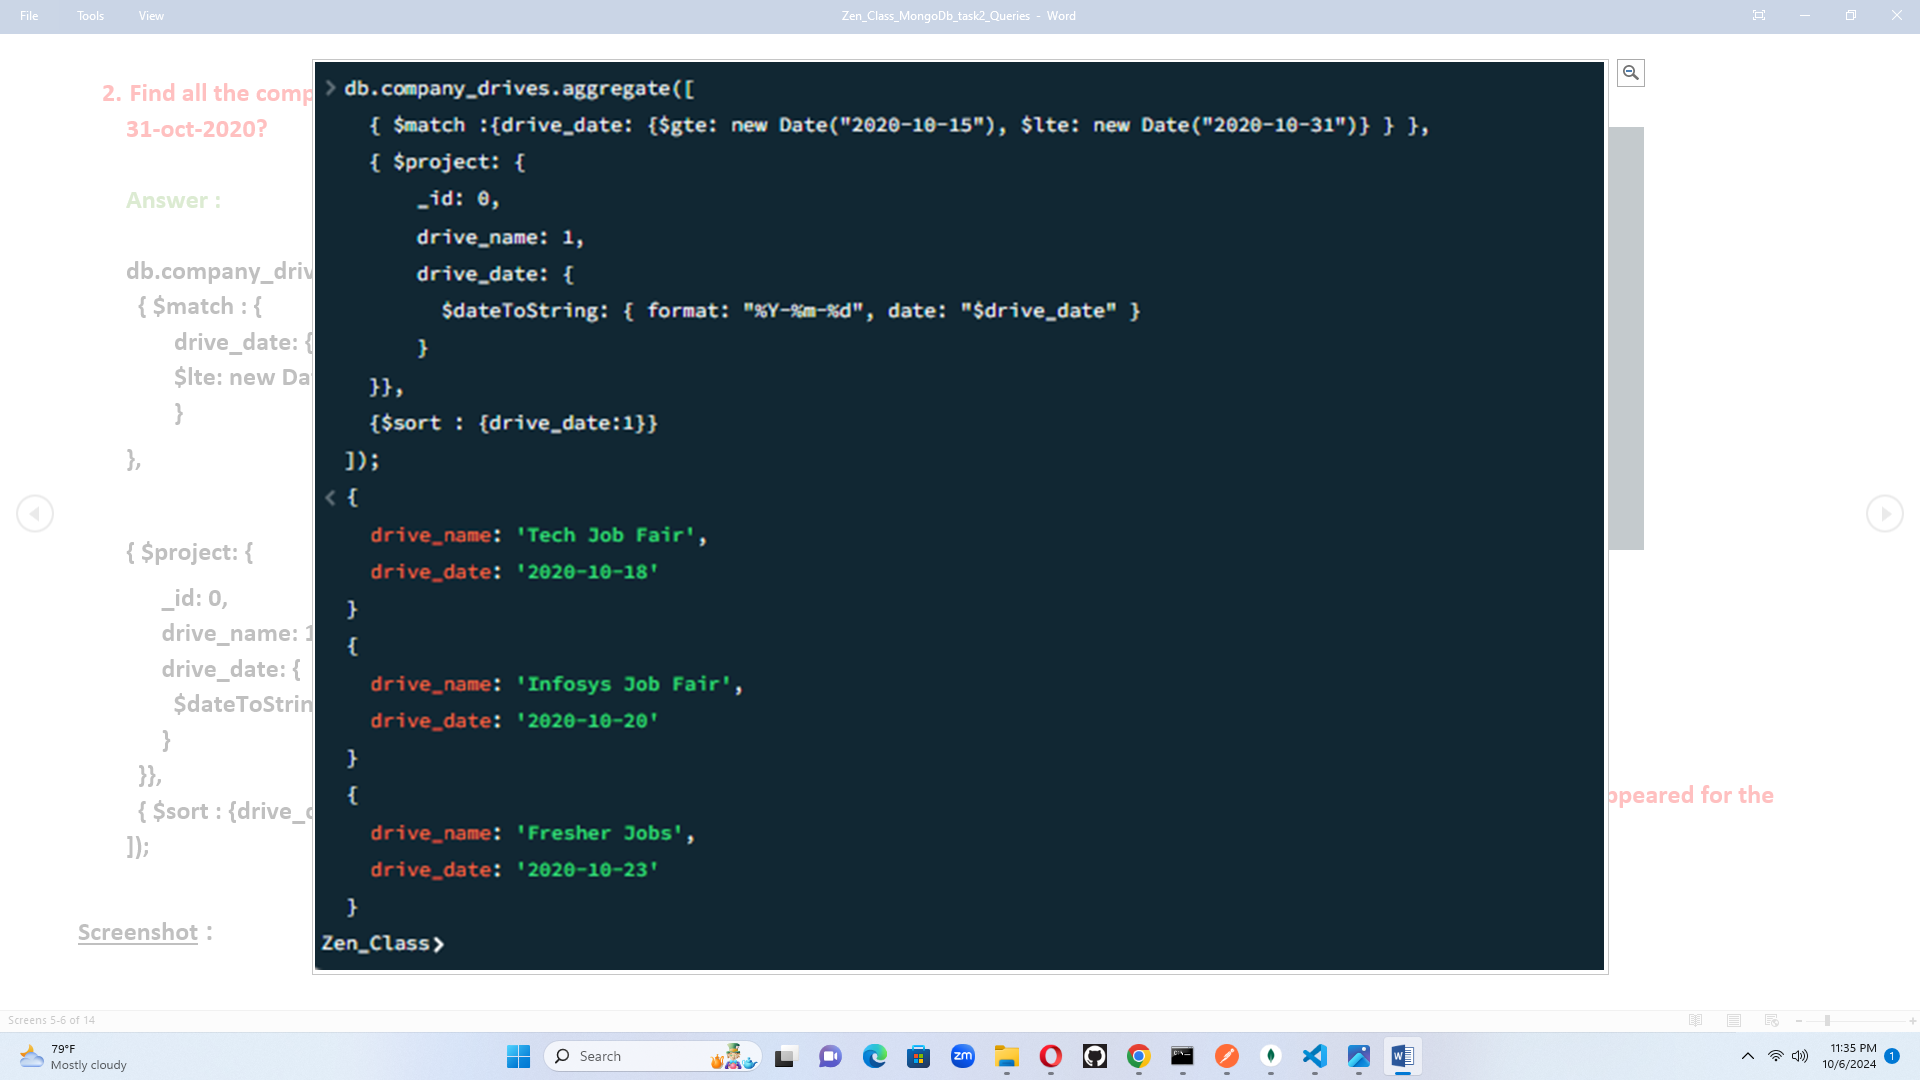 File Tools View
Zen_Class_MongoDb_task2_Queries - Word
2. Find all the comp
31-oct-2020?
Answer :
db.company_driv
{ $match : {
drive_date: {
$lte: new Da
}
},
{ $project: {
_id: 0,
drive_name: 1
drive_date: {
$dateToStrin
}
}},
{ $sort : {drive_d
]);
Screenshot :
> db.company_drives.aggregate([
{ $match :{drive_date: {$gte: new Date("2020-10-15"), $lte: new Date("2020-10-31")} } },
{ $project: {
_id: 0,
drive_name: 1,
drive_date: {
$dateToString: { format: "%Y-%m-%d", date: "$drive_date" }
}
}},
{$sort : {drive_date:1}}
]);
< {
drive_name: 'Tech Job Fair',
drive_date: '2020-10-18'
}
{
drive_name: 'Infosys Job Fair',
drive_date: '2020-10-20'
}
{
drive_name: 'Fresher Jobs',
drive_date: '2020-10-23'
}
Zen_Class>
ppeared for the
Screens 5-6 of 14
79°F
Mostly cloudy
Search
zm
11:35 PM
10/6/2024
1